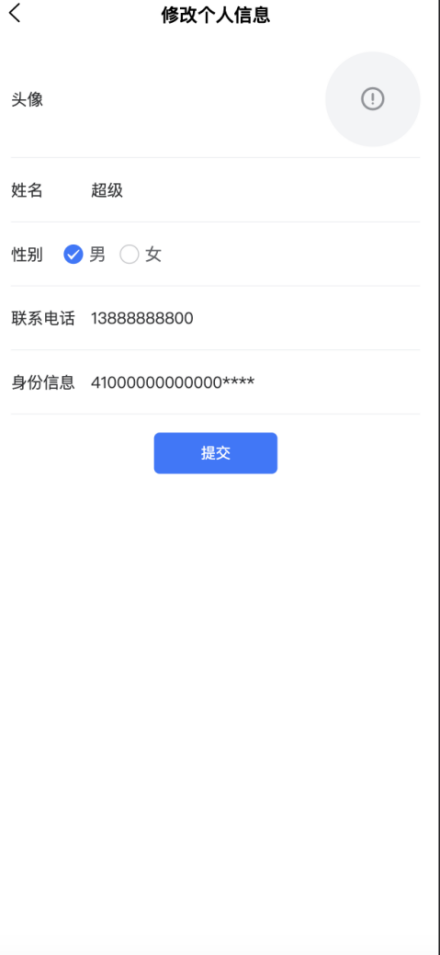 修改个人信息
头像
姓名 超级
性别 男 女
联系电话 13888888800
身份信息 41000000000000****
提交